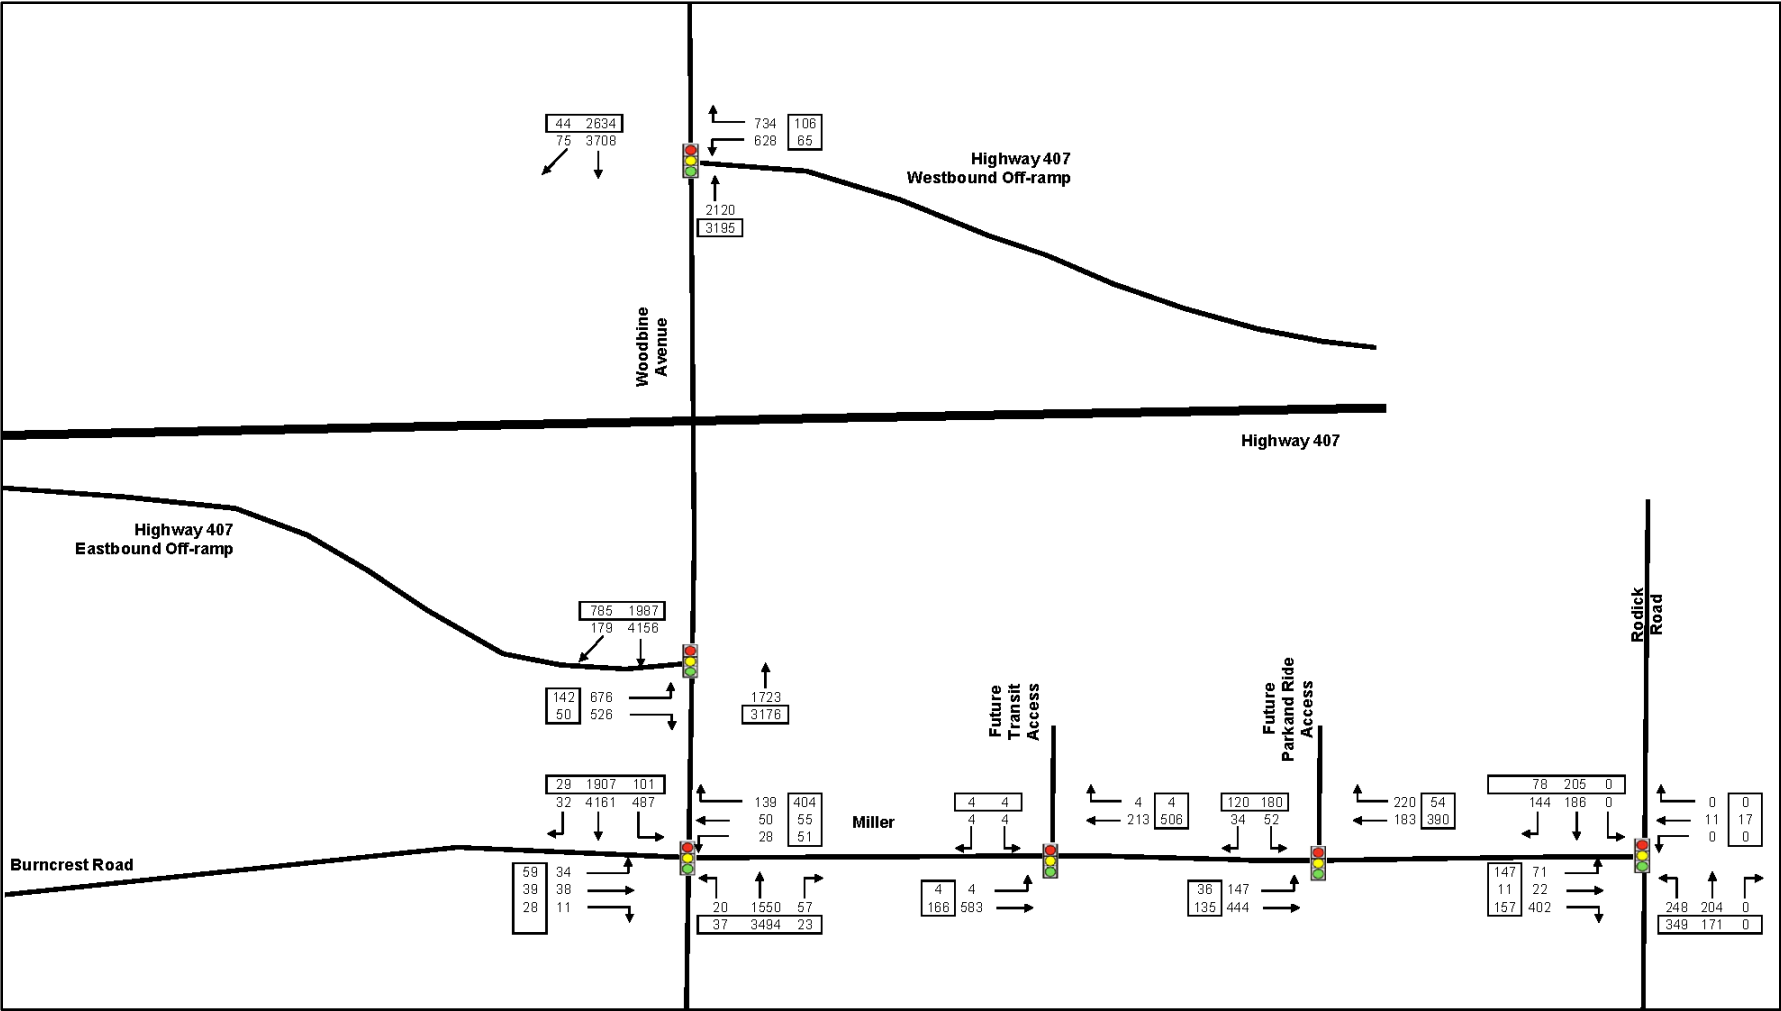 44 2634
75 3708
734 106
628 65
Highway 407
Westbound Off-ramp
2120
3195
Woodbine
Avenue
Highway 407
Highway 407
Eastbound Off-ramp
785 1987
179 4156
142 676
50 526
1723
3176
Rodick
Road
Future
Transit
Access
Future
Parkand Ride
Access
29 1907 101
32 4161 487
139 404
50 55
28 51
Miller
4 4
4 4
4 4
213 506
120 180
34 52
220 54
183 390
78 205 0
144 186 0
0 0
11 17
0 0
Burncrest Road
59 34
39 38
28 11
20 1550 57
37 3494 23
4 4
166 583
36 147
135 444
147 71
11 22
157 402
248 204 0
349 171 0